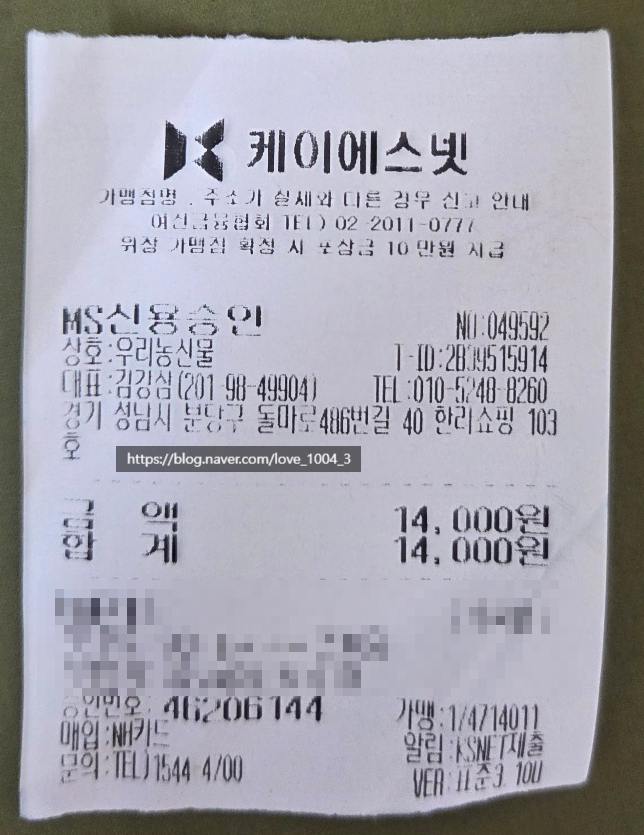 케이에스넷
가맹점명 . 주소가 실제와 다른 경우 신고 안내
여신금융협회 TEL) 02-2011-0777
위장 가맹점 확정 시 포상금 10 만원 지급
MS신용승인
NO:049592
상호:우리농산물
T-ID:2B39515914
대표:김강삼(201-98-49904) TEL:010-5248-8260
경기 성남시 분당구 돌마로486번길 40 한라쇼핑 103
호
https://blog.naver.com/love_1004_3
금 액 14,000원
합 계 14,000원
승인번호: 46206144
가맹:1/4714011
매입:NH카드
알림:KSNET제출
문의:TEL)1544-4700
VER:표준3.10U